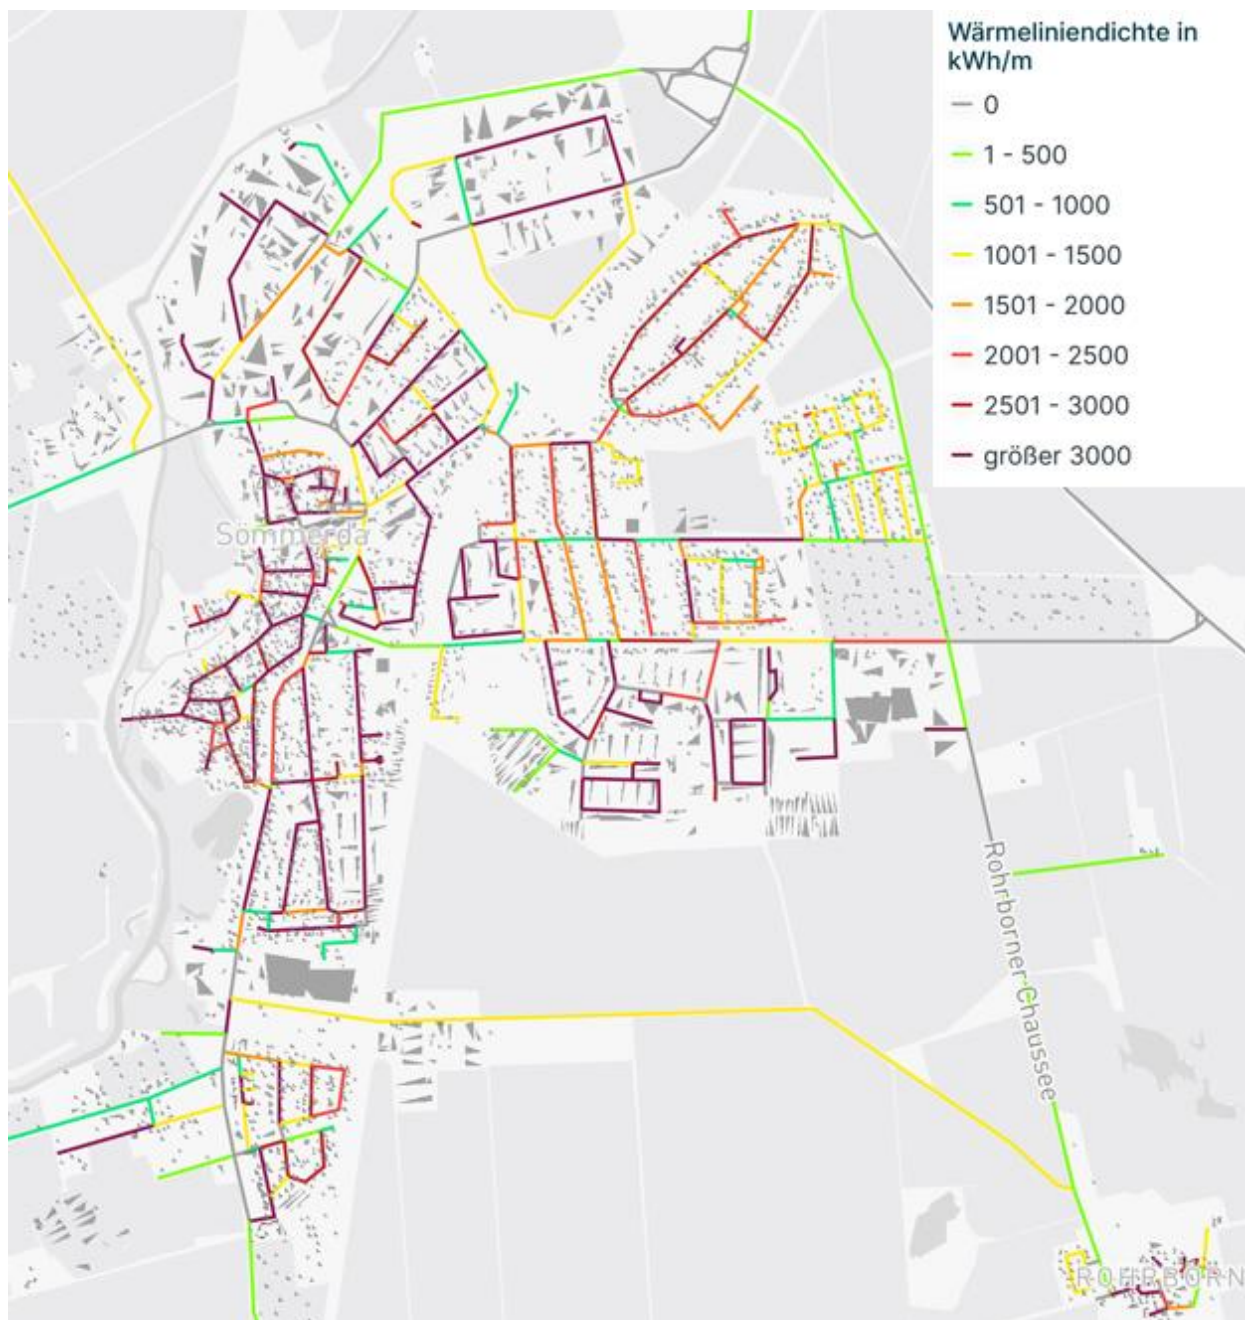 Wärmeliniendichte in
kWh/m
0
1 - 500
501 - 1000
1001 - 1500
1501 - 2000
2001 - 2500
2501 - 3000
größer 3000
Sömmerda
Rohrborner Chaussee
ROHRBORN